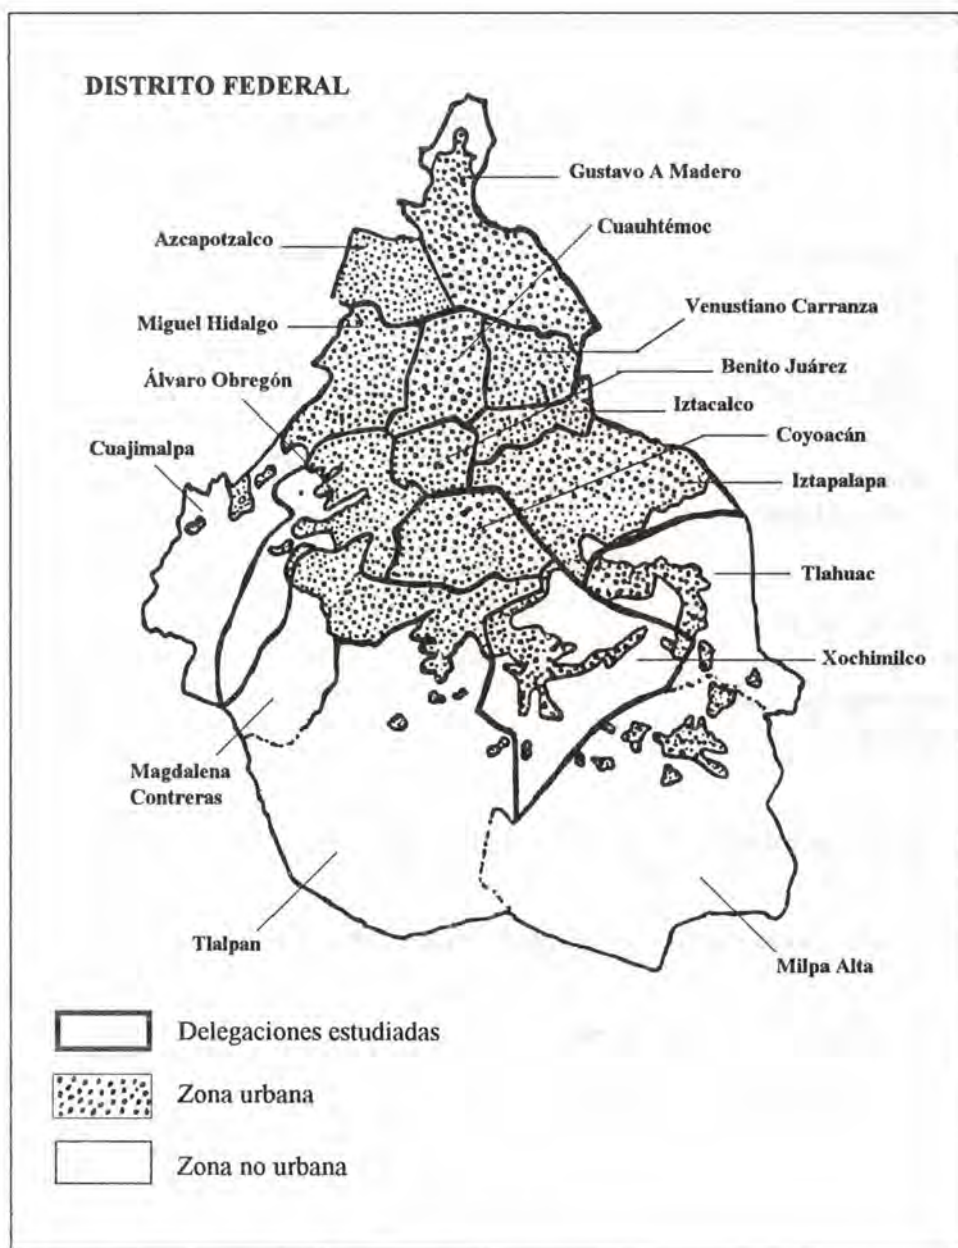 DISTRITO FEDERAL
Gustavo A Madero
Cuauhtémoc
Azcapotzalco
Venustiano Carranza
Miguel Hidalgo
Benito Juárez
Álvaro Obregón
Iztacalco
Coyoacán
Cuajimalpa
Iztapalapa
Tlahuac
Xochimilco
Magdalena
Contreras
Tlalpan
Milpa Alta
Delegaciones estudiadas
Zona urbana
Zona no urbana